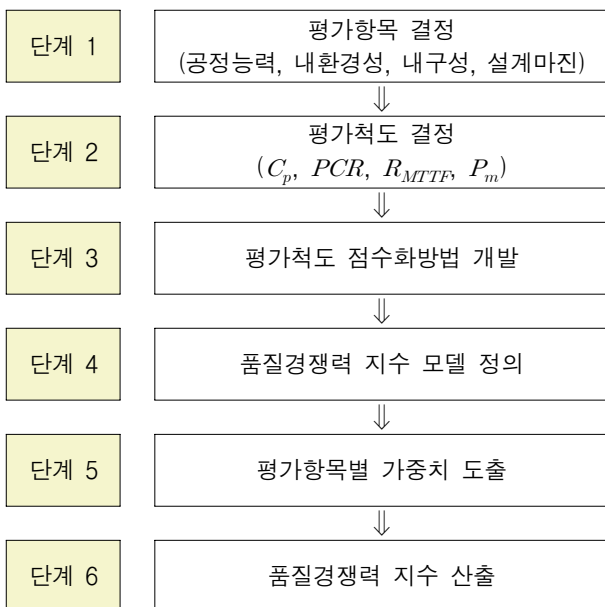 단계 1
평가항목 결정
(공정능력, 내환경성, 내구성, 설계마진)
⇓
단계 2
평가척도 결정
(C_p, PCR, R_{MTTF}, P_m)
⇓
단계 3
평가척도 점수화방법 개발
⇓
단계 4
품질경쟁력 지수 모델 정의
⇓
단계 5
평가항목별 가중치 도출
⇓
단계 6
품질경쟁력 지수 산출